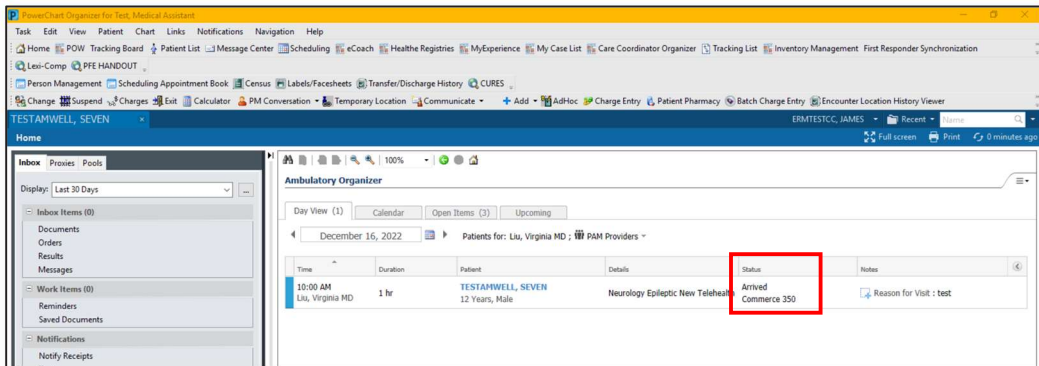 PowerChart Organizer for Test, Medical Assistant
Task Edit View Patient Chart Links Notifications Navigation Help
Home POW Tracking Board Patient List Message Center Scheduling eCoach Healthe Registries MyExperience My Case List Care Coordinator Organizer Tracking List Inventory Management First Responder Synchronization
Lexi-Comp PFE HANDOUT
Person Management Scheduling Appointment Book Census Labels/Facesheets Transfer/Discharge History CURES
Change Suspend Charges Exit Calculator PM Conversation Temporary Location Communicate + Add AdHoc Charge Entry Patient Pharmacy Batch Charge Entry Encounter Location History Viewer
TESTAMWELL, SEVEN × ERMTESTCC, JAMES Recent Name
Home Full screen Print 0 minutes ago
Inbox Proxies Pools
100%
Display: Last 30 Days ...
Ambulatory Organizer
Inbox Items (0)
Documents
Orders
Results
Messages
Work Items (0)
Reminders
Saved Documents
Notifications
Notify Receipts
Day View (1) Calendar Open Items (3) Upcoming
December 16, 2022 Patients for: Liu, Virginia MD ; PAM Providers
Time Duration Patient Details Status Notes
10:00 AM 1 hr TESTAMWELL, SEVEN Neurology Epileptic New Telehealth Arrived Reason for Visit : test
Liu, Virginia MD 12 Years, Male Commerce 350